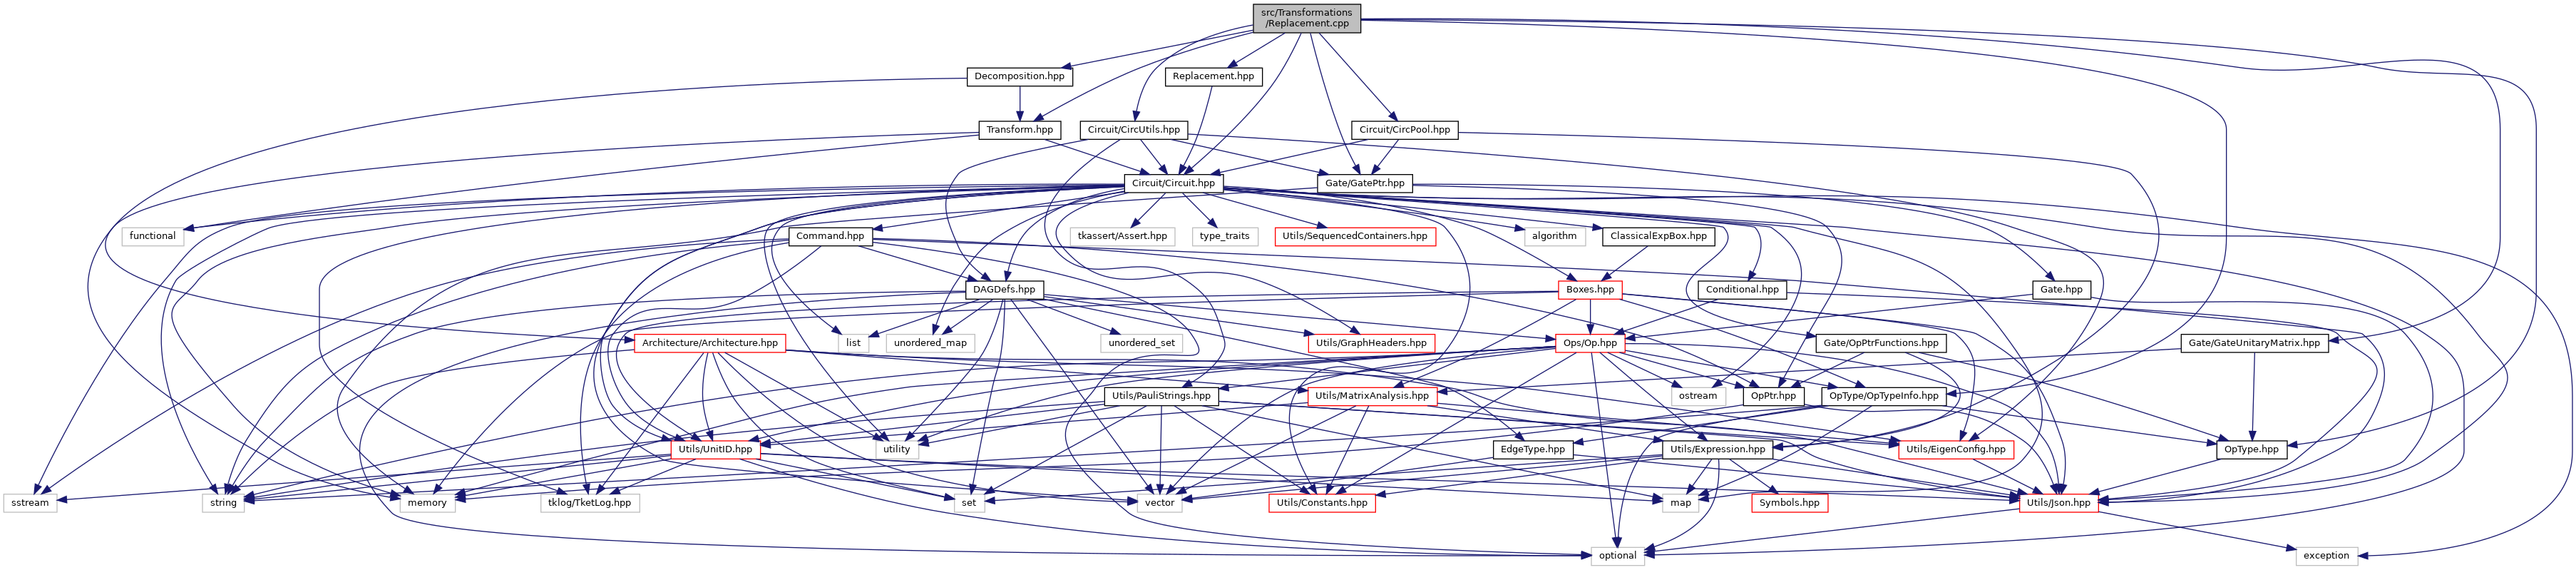 src/Transformations
/Replacement.cpp
Decomposition.hpp
Replacement.hpp
Transform.hpp
Circuit/CircUtils.hpp
Circuit/CircPool.hpp
Circuit/Circuit.hpp
Gate/GatePtr.hpp
functional
Command.hpp
tkassert/Assert.hpp
type_traits
Utils/SequencedContainers.hpp
algorithm
ClassicalExpBox.hpp
DAGDefs.hpp
Boxes.hpp
Conditional.hpp
Gate.hpp
Architecture/Architecture.hpp
list
unordered_map
unordered_set
Utils/GraphHeaders.hpp
Ops/Op.hpp
Gate/OpPtrFunctions.hpp
Gate/GateUnitaryMatrix.hpp
Utils/PauliStrings.hpp
Utils/MatrixAnalysis.hpp
ostream
OpPtr.hpp
OpType/OpTypeInfo.hpp
Utils/UnitID.hpp
utility
EdgeType.hpp
Utils/Expression.hpp
Utils/EigenConfig.hpp
OpType.hpp
sstream
string
memory
tklog/TketLog.hpp
set
vector
Utils/Constants.hpp
map
Symbols.hpp
Utils/Json.hpp
optional
exception